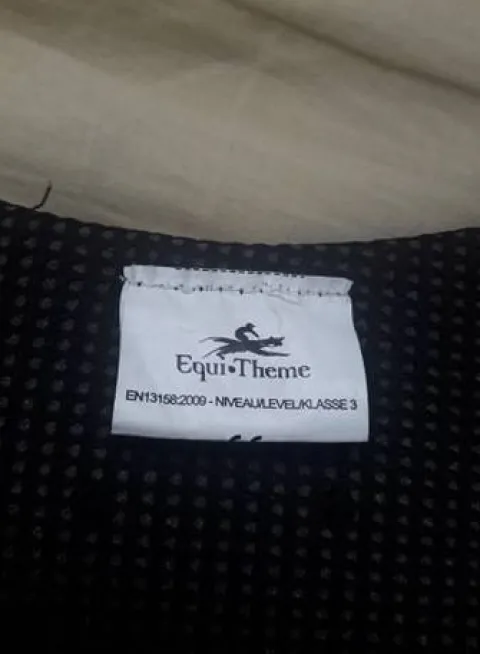 Equi•Theme
EN13158:2009 - NIVEAU/LEVEL/KLASSE 3